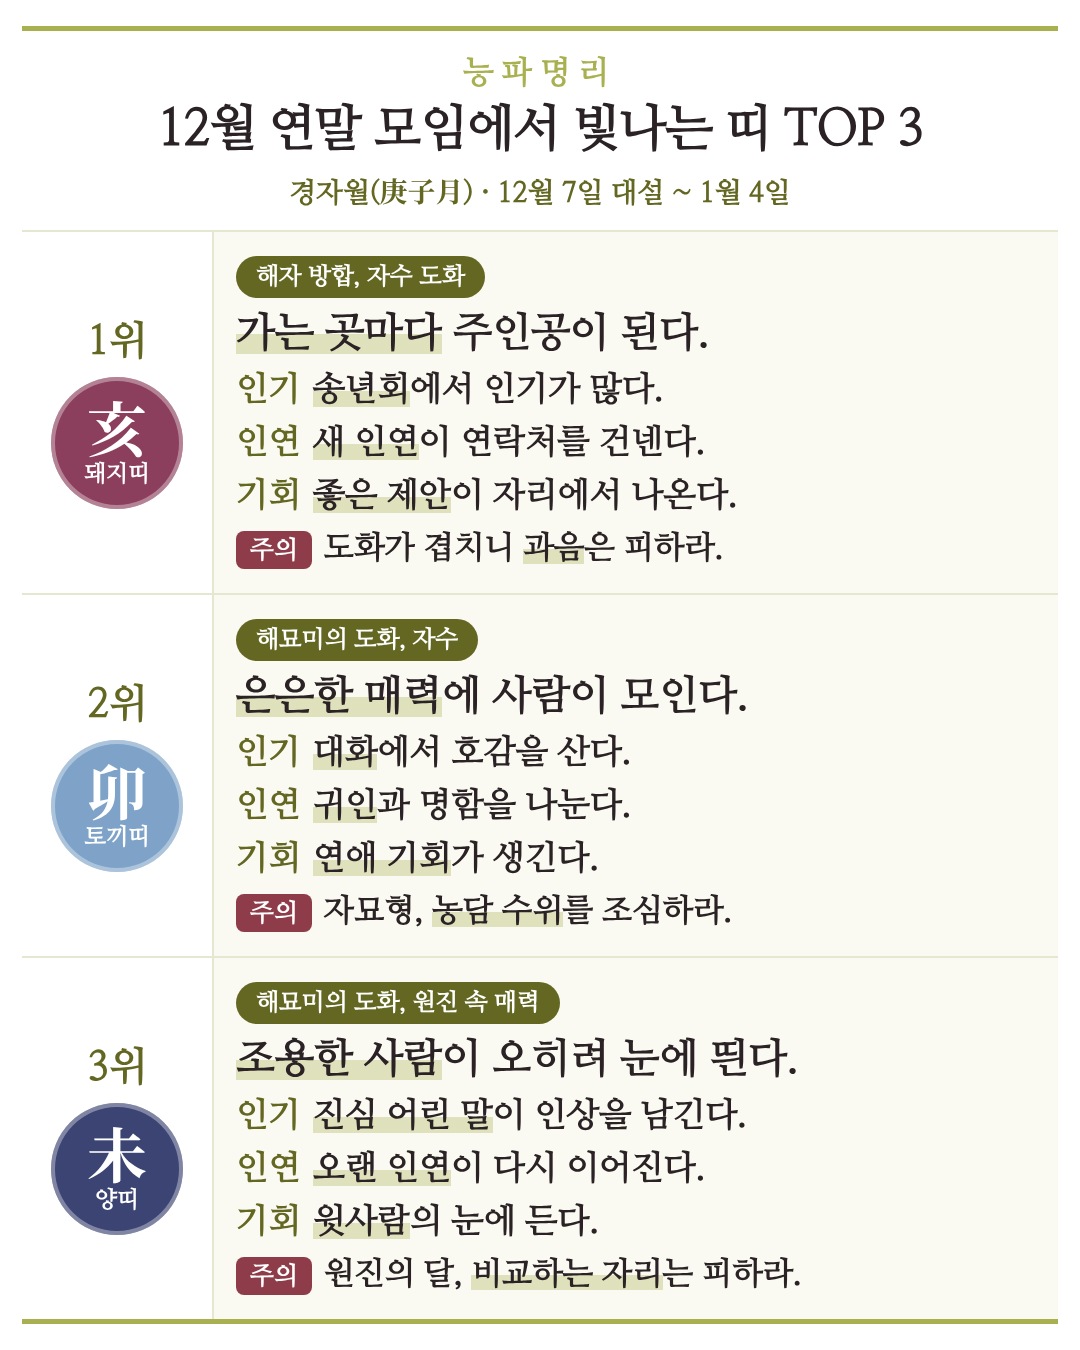 능파명리
12월 연말 모임에서 빛나는 띠 TOP 3
경자월(庚子月) · 12월 7일 대설 ~ 1월 4일
1위
亥
돼지띠
해자 방합, 자수 도화
가는 곳마다 주인공이 된다.
인기 송년회에서 인기가 많다.
인연 새 인연이 연락처를 건넨다.
기회 좋은 제안이 자리에서 나온다.
주의 도화가 겹치니 과음은 피하라.
2위
卯
토끼띠
해묘미의 도화, 자수
은은한 매력에 사람이 모인다.
인기 대화에서 호감을 산다.
인연 귀인과 명함을 나눈다.
기회 연애 기회가 생긴다.
주의 자묘형, 농담 수위를 조심하라.
3위
未
양띠
해묘미의 도화, 원진 속 매력
조용한 사람이 오히려 눈에 띈다.
인기 진심 어린 말이 인상을 남긴다.
인연 오랜 인연이 다시 이어진다.
기회 윗사람의 눈에 든다.
주의 원진의 달, 비교하는 자리는 피하라.